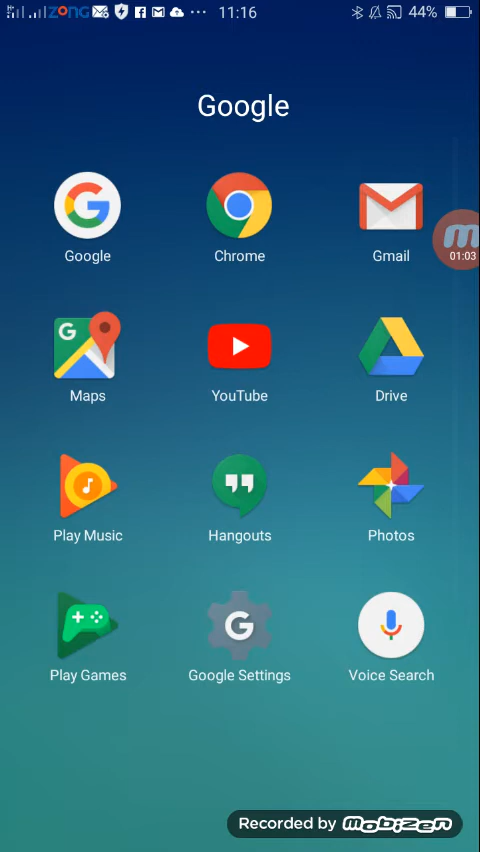 ZONG 11:16 44%
Google
Google Chrome Gmail
01:03
Maps YouTube Drive
Play Music Hangouts Photos
Play Games Google Settings Voice Search
Recorded by Mobizen